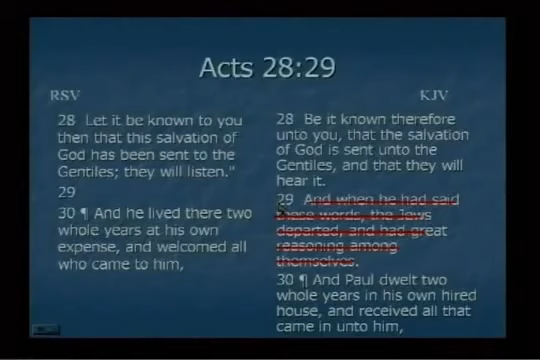 Acts 28:29
RSV
28 Let it be known to you
then that this salvation of
God has been sent to the
Gentiles; they will listen."
29
30 ¶ And he lived there two
whole years at his own
expense, and welcomed all
who came to him,
KJV
28 Be it known therefore
unto you, that the salvation
of God is sent unto the
Gentiles, and that they will
hear it.
29 And when he had said
these words, the Jews
departed, and had great
reasoning among
themselves.
30 ¶ And Paul dwelt two
whole years in his own hired
house, and received all that
came in unto him,